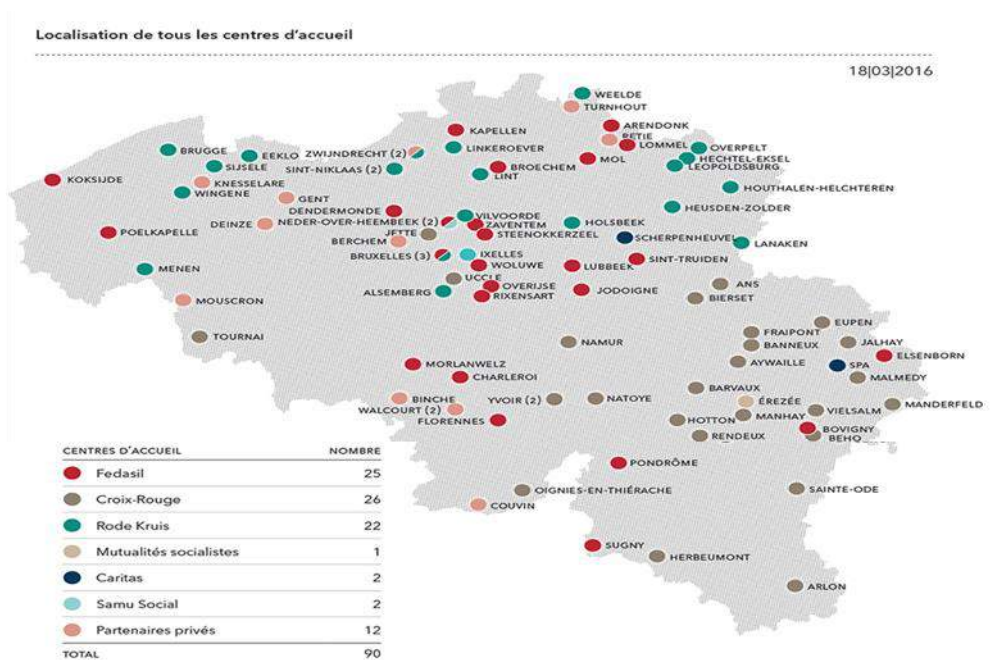 Localisation de tous les centres d'accueil
18|03|2016
WEELDE
TURNHOUT
KAPELLEN
ARENDONK
RETIE
LOMMEL
OVERPELT
BRUGGE
EEKLO
ZWIJNDRECHT (2)
LINKEROEVER
MOL
HECHTEL-EKSEL
LEOPOLDSBURG
SIJSELE
SINT-NIKLAAS (2)
BROECHEM
LINT
KOKSIJDE
KNESSELARE
WINGENE
GENT
HOUTHALEN-HELCHTEREN
DENDERMONDE
HEUSDEN-ZOLDER
DEINZE
NEDER-OVER-HEEMBEEK (2)
VILVOORDE
ZAVENTEM
HOLSBEEK
POELKAPELLE
JETTE
STEENOKKERZEEL
BERCHEM
SCHERPENHEUVEL
LANAKEN
BRUXELLES (3)
IXELLES
SINT-TRUIDEN
MENEN
WOLUWE
LUBBEEK
UCCLE
ALSEMBERG
OVERIJSE
RIXENSART
JODOIGNE
ANS
BIERSET
MOUSCRON
TOURNAI
NAMUR
EUPEN
FRAIPONT
BANNEUX
JALHAY
ELSENBORN
MORLANWELZ
AYWAILLE
SPA
CHARLEROI
MALMEDY
BARVAUX
BINCHE
YVOIR (2)
NATOYE
ÉREZÉE
MANDERFELD
WALCOURT (2)
FLORENNES
HOTTON
MANHAY
VIELSALM
RENDEUX
BOVIGNY
BEHO
PONDRÔME
OIGNIES-EN-THIÉRACHE
SAINTE-ODE
COUVIN
SUGNY
HERBEUMONT
ARLON
CENTRES D'ACCUEIL NOMBRE
Fedasil 25
Croix-Rouge 26
Rode Kruis 22
Mutualités socialistes 1
Caritas 2
Samu Social 2
Partenaires privés 12
TOTAL 90